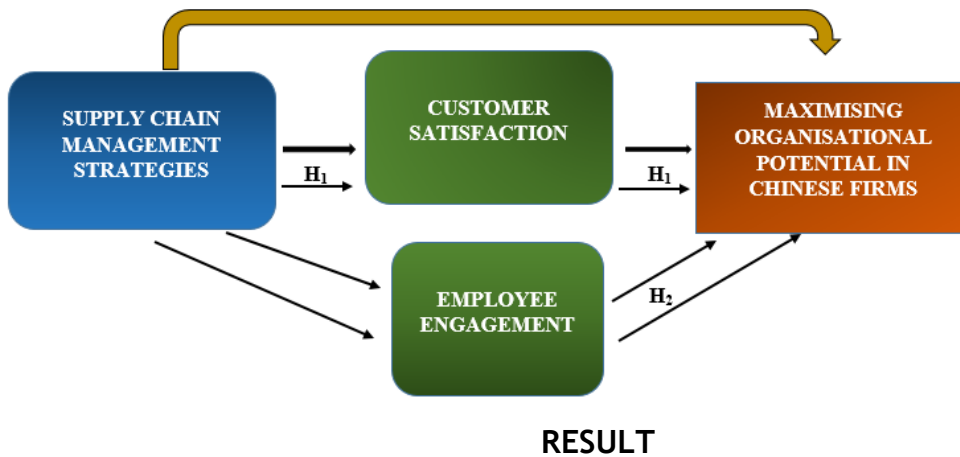 SUPPLY CHAIN
MANAGEMENT
STRATEGIES
H₁
CUSTOMER
SATISFACTION
H₁
MAXIMISING
ORGANISATIONAL
POTENTIAL IN
CHINESE FIRMS
EMPLOYEE
ENGAGEMENT
H₂
RESULT